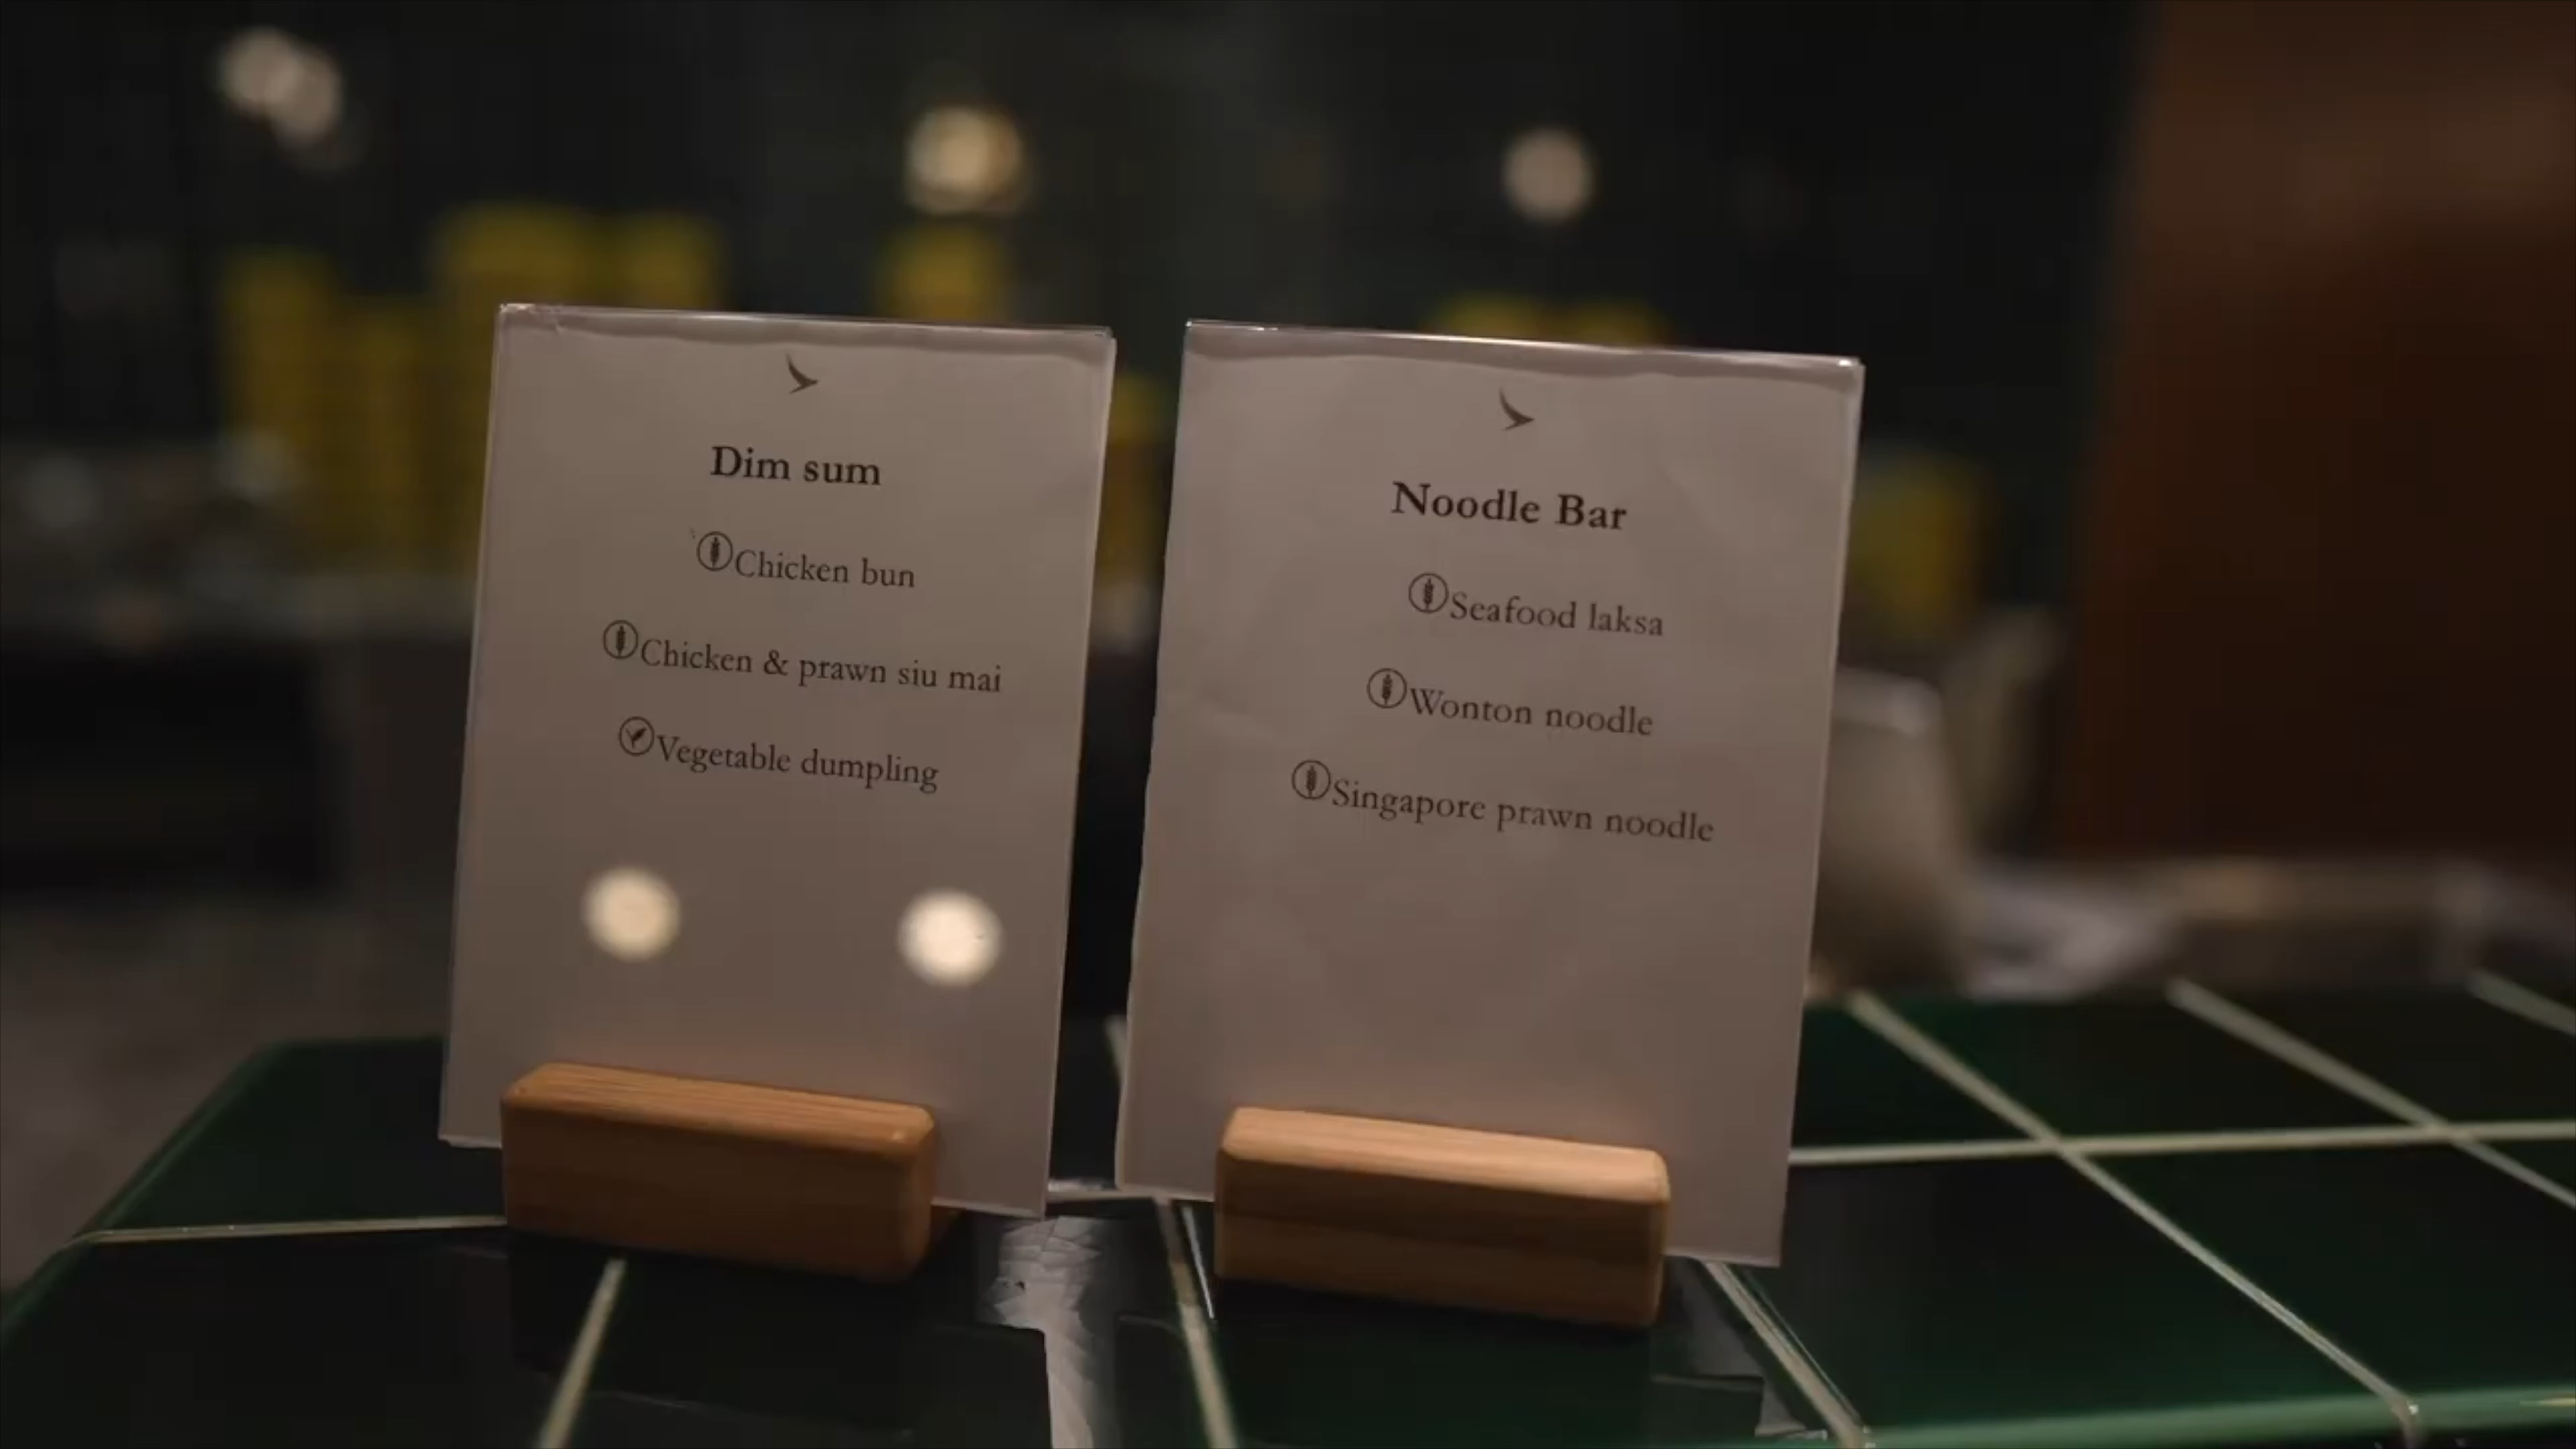 Dim sum
Chicken bun
Chicken & prawn siu mai
Vegetable dumpling
Noodle Bar
Seafood laksa
Wonton noodle
Singapore prawn noodle